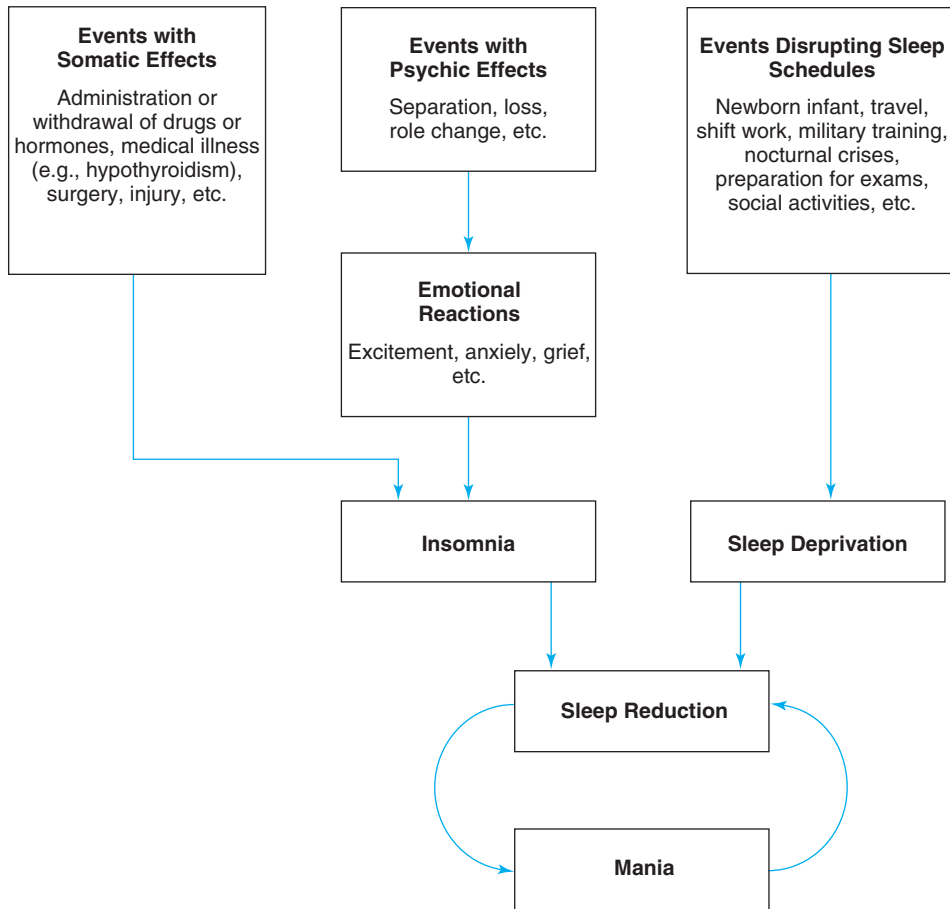 Events with
Somatic Effects
Administration or
withdrawal of drugs or
hormones, medical illness
(e.g., hypothyroidism),
surgery, injury, etc.
Events with
Psychic Effects
Separation, loss,
role change, etc.
Events Disrupting Sleep
Schedules
Newborn infant, travel,
shift work, military training,
nocturnal crises,
preparation for exams,
social activities, etc.
Emotional
Reactions
Excitement, anxiely, grief,
etc.
Insomnia
Sleep Deprivation
Sleep Reduction
Mania